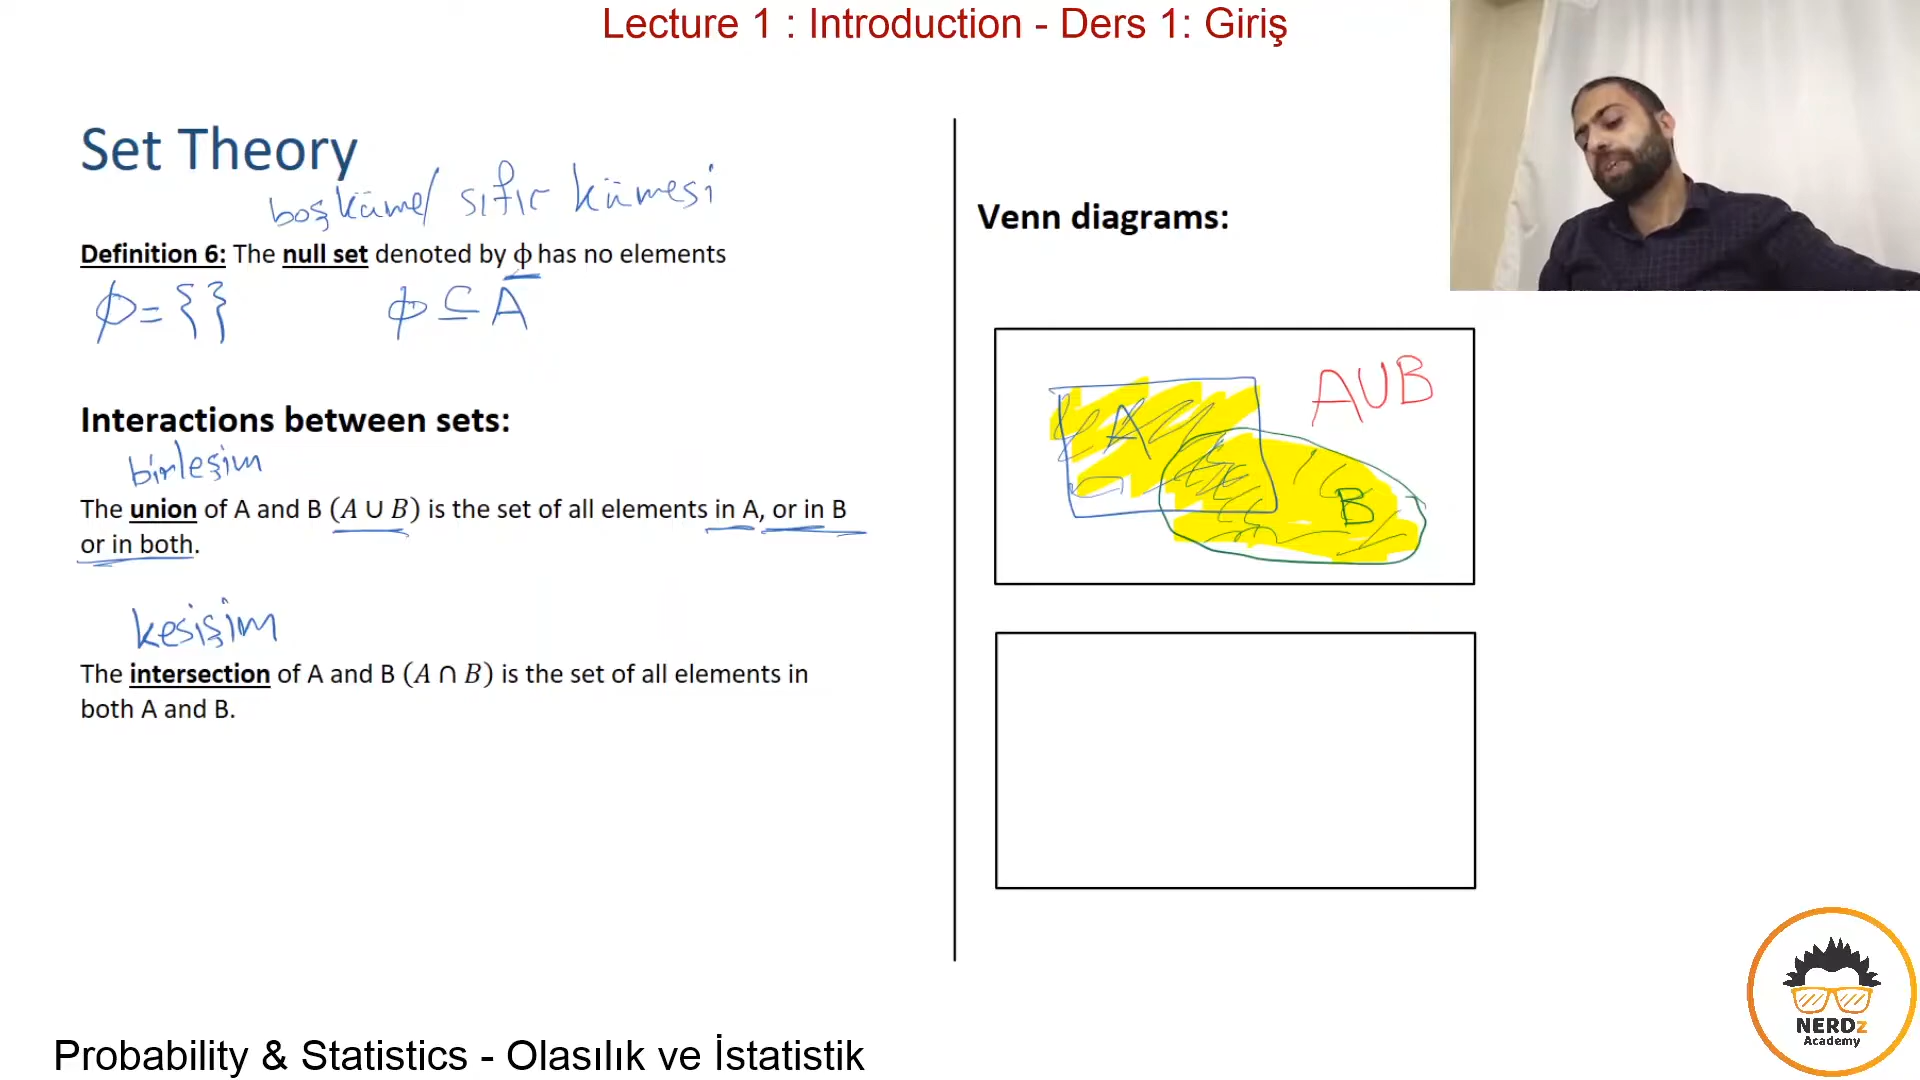 Lecture 1 : Introduction - Ders 1: Giriş
Set Theory
boş küme/ sıfır kümesi
Definition 6: The null set denoted by ϕ has no elements
ϕ = { }
ϕ ⊆ A
Interactions between sets:
birleşim
The union of A and B (A ∪ B) is the set of all elements in A, or in B
or in both.
kesişim
The intersection of A and B (A ∩ B) is the set of all elements in
both A and B.
Venn diagrams:
A∪B
A
B
NERDz
Academy
Probability & Statistics - Olasılık ve İstatistik